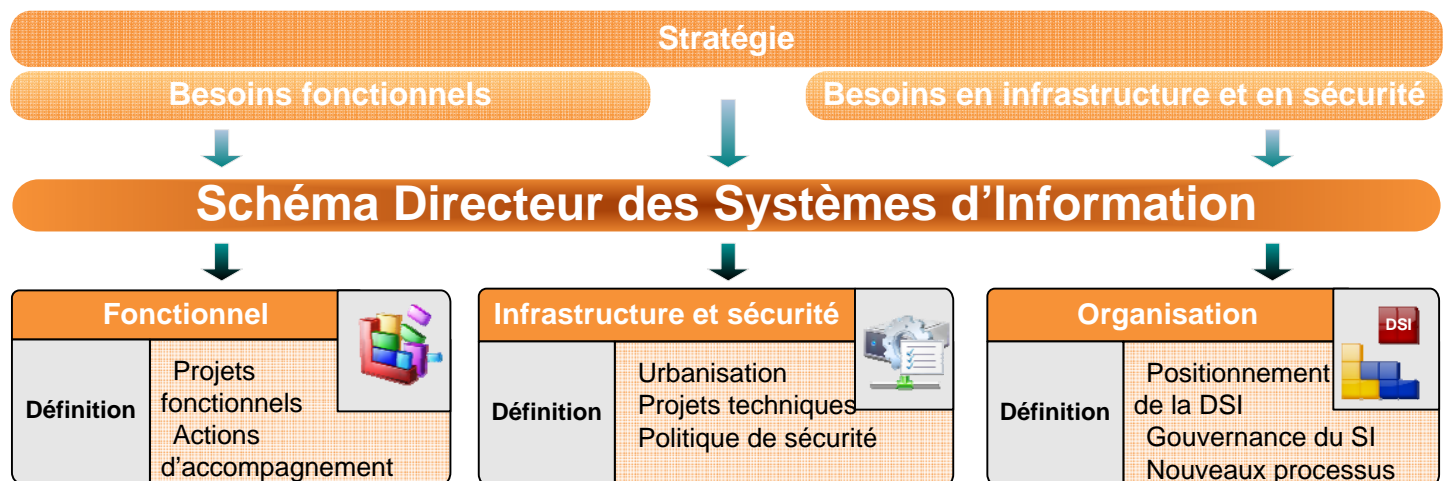 Stratégie
Besoins fonctionnels
Besoins en infrastructure et en sécurité
Schéma Directeur des Systèmes d'Information
Fonctionnel
Définition
Projets
fonctionnels
Actions
d'accompagnement
Infrastructure et sécurité
Définition
Urbanisation
Projets techniques
Politique de sécurité
Organisation
DSI
Définition
Positionnement
de la DSI
Gouvernance du SI
Nouveaux processus